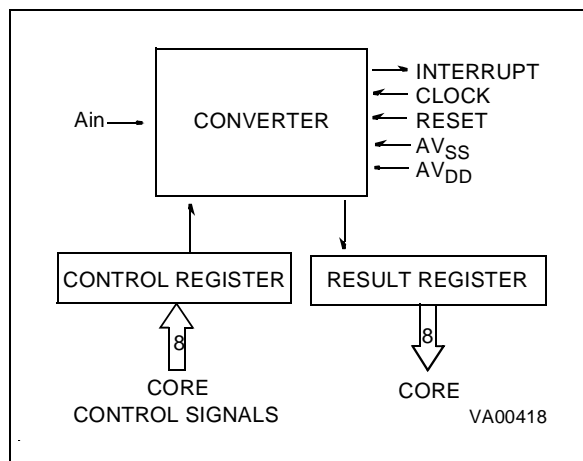 INTERRUPT
CLOCK
Ain
CONVERTER
RESET
AVSS
AVDD
CONTROL REGISTER
RESULT REGISTER
8
8
CORE
CONTROL SIGNALS
CORE
VA00418